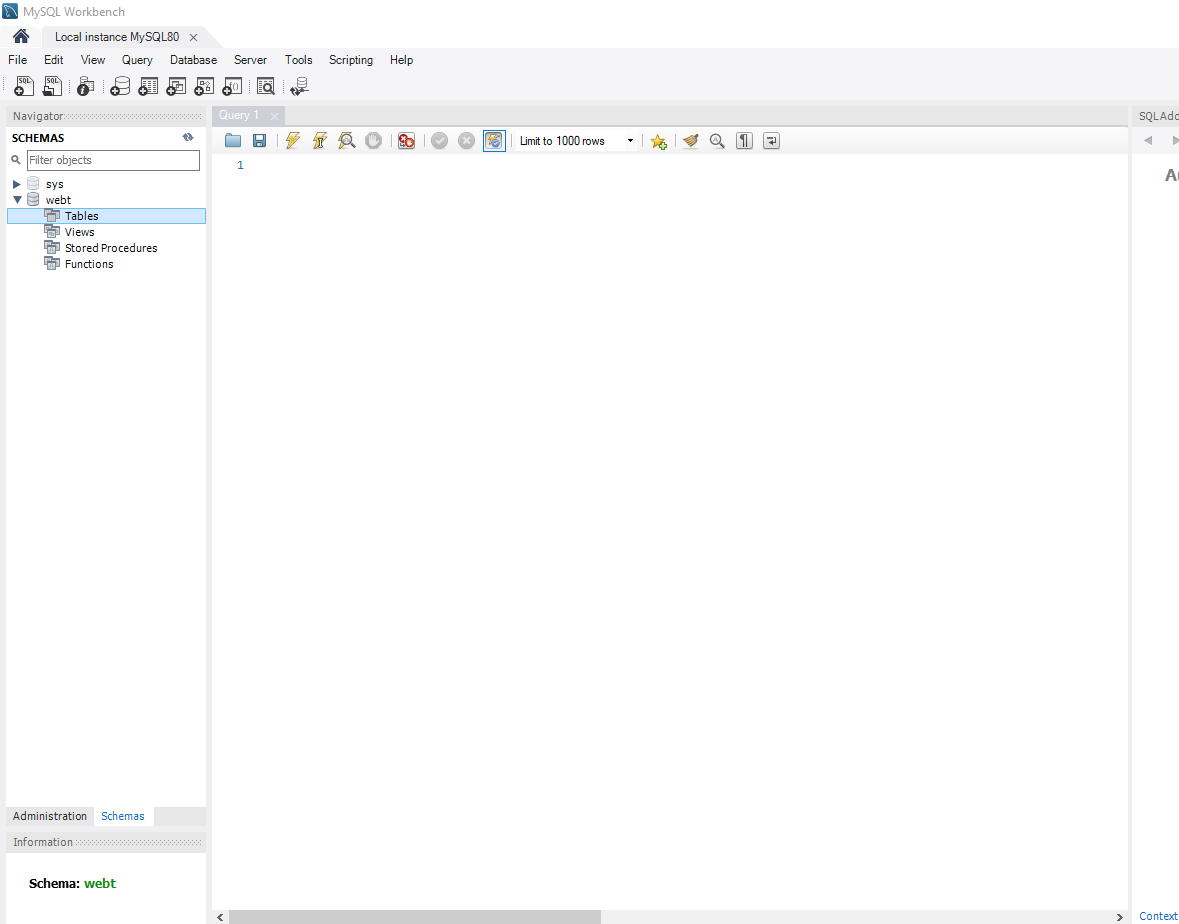 MySQL Workbench
Local instance MySQL80
File Edit View Query Database Server Tools Scripting Help
SQL SQL
Navigator
SCHEMAS
Filter objects
sys
webt
Tables
Views
Stored Procedures
Functions
Administration Schemas
Information
Schema: webt
Query 1
Limit to 1000 rows
1
SQLAdd
Au
Context